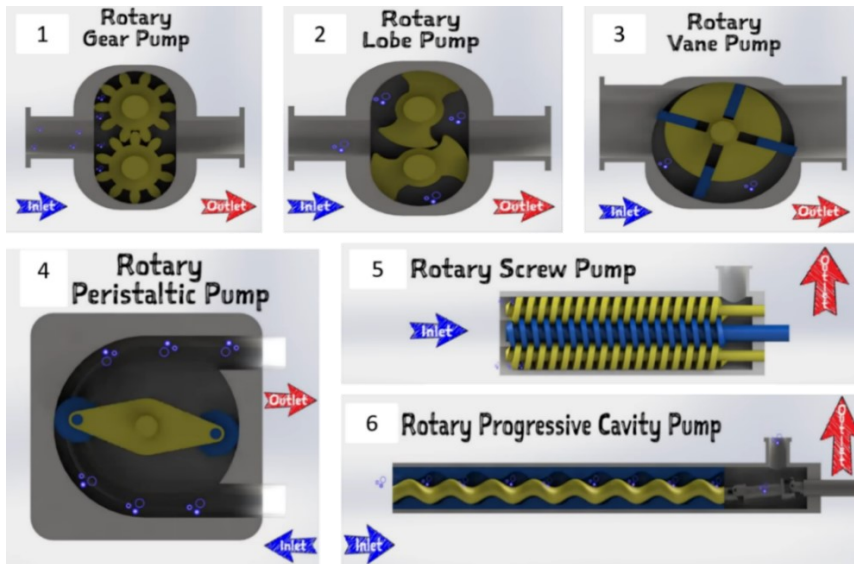 1
Rotary
Gear Pump
Inlet
Outlet
2
Rotary
Lobe Pump
Inlet
Outlet
3
Rotary
Vane Pump
Inlet
Outlet
4
Rotary
Peristaltic Pump
Outlet
Inlet
5
Rotary Screw Pump
Inlet
Outlet
6
Rotary Progressive Cavity Pump
Inlet
Outlet